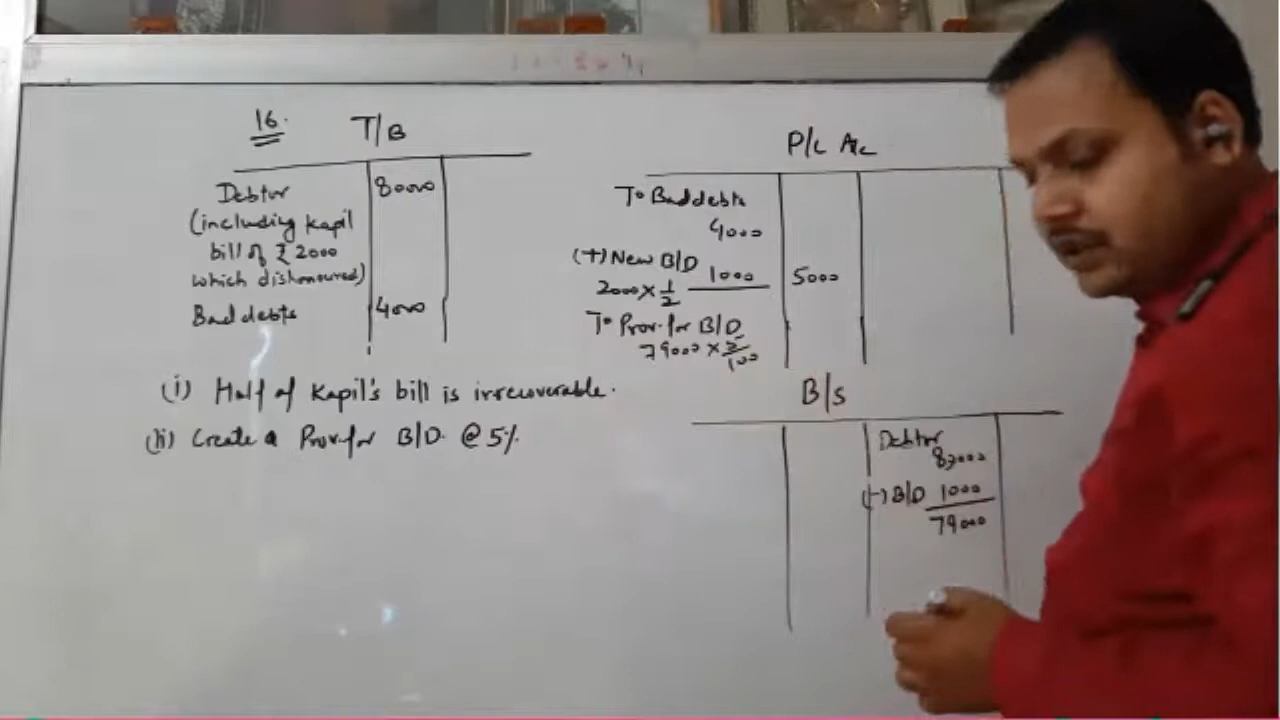 16. T/B
Debtor 80000
(including Kapil
bill of ₹ 2000
which dishonoured)
Bad debts 4000
(i) Half of Kapil's bill is irrecoverable.
(ii) Create a Prov. for B/D. @ 5%
P/L A/c
To Bad debts
4000
(+) New B/D 1000 5000
2000 × 1/2
To Prov. for B/D
79000 × 5/100
B/S
Debtor
80000
(-) B/D 1000
79000